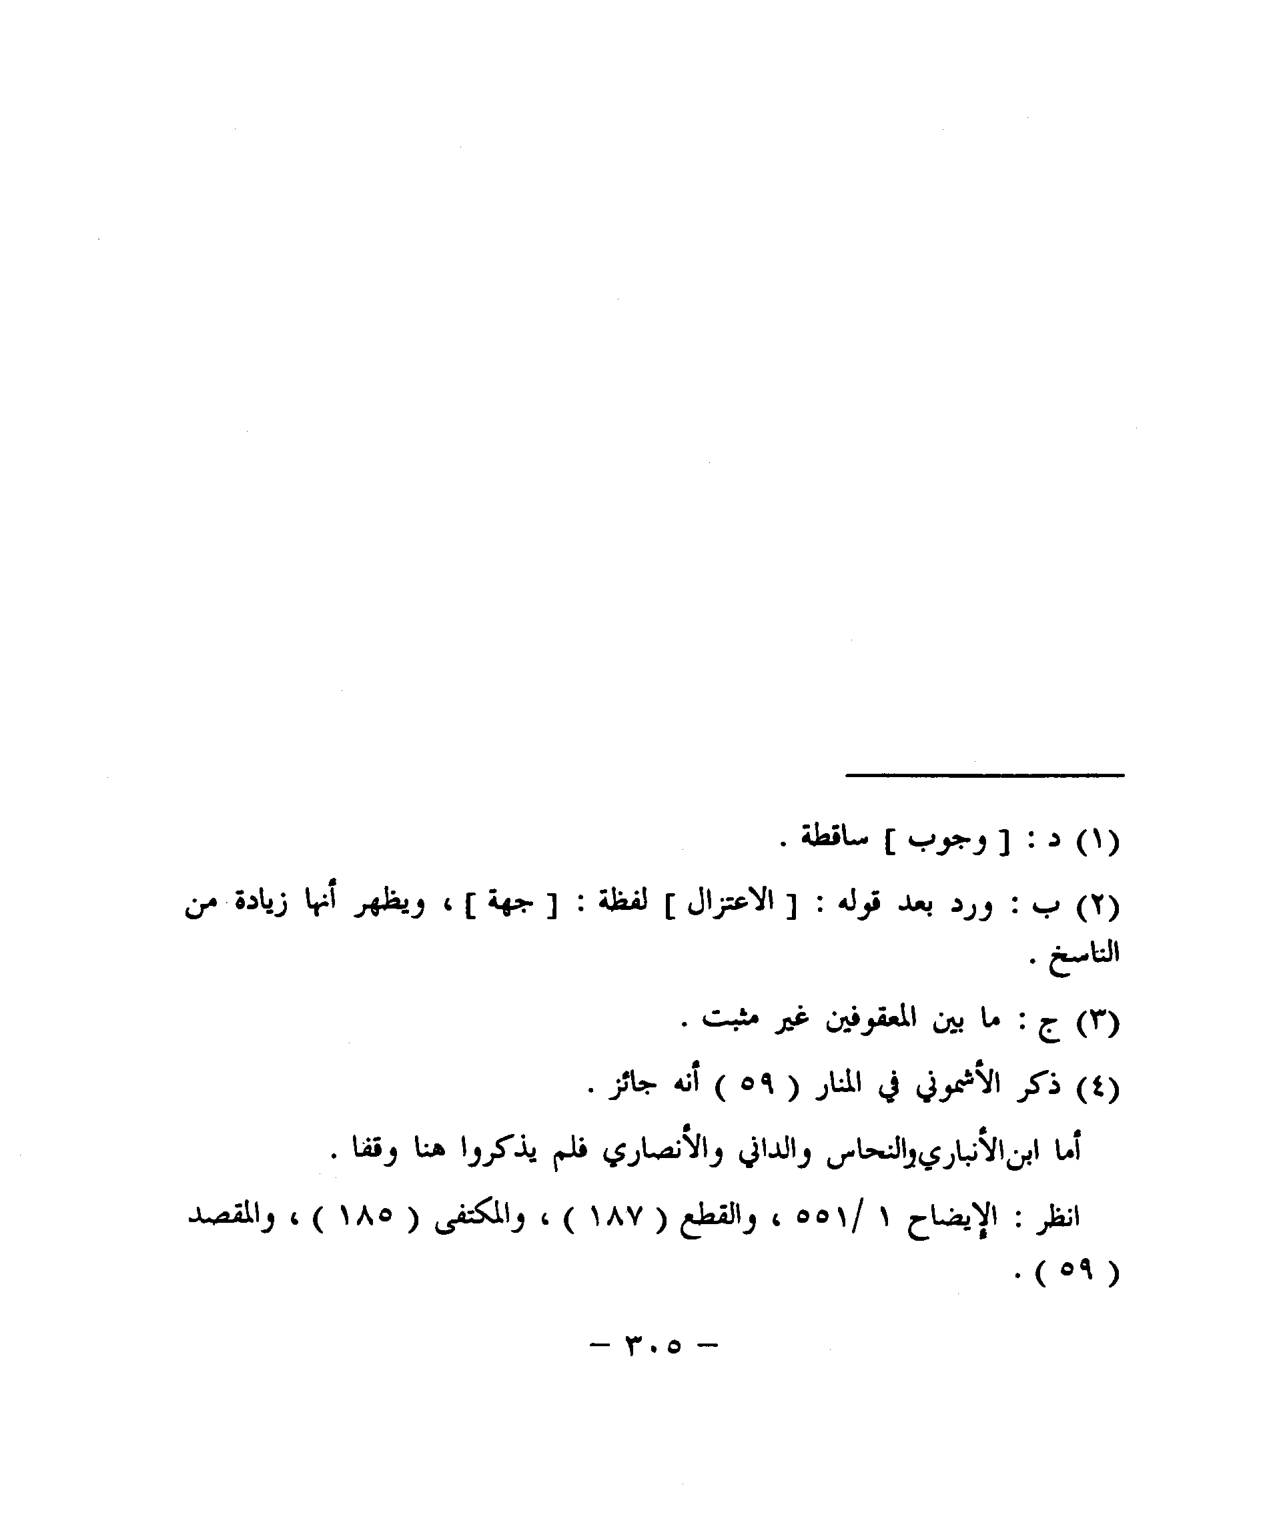 (١) د : [ وجوب ] ساقطة .
(٢) ب : ورد بعد قوله : [ الاعتزال ] لفظة : [ جهة ] ، ويظهر أنها زيادة من
الناسخ .
(٣) ج : ما بين المعقوفين غير مثبت .
(٤) ذكر الأشموني في المنار ( ٥٩ ) أنه جائز .
أما ابن الأنباري والنحاس والداني والأنصاري فلم يذكروا هنا وقفا .
انظر : الإيضاح ١ /٥٥١ ، والقطع ( ١٨٧ ) ، والمكتفى ( ١٨٥ ) ، والمقصد
( ٥٩ ) .
– ٣٠٥ –